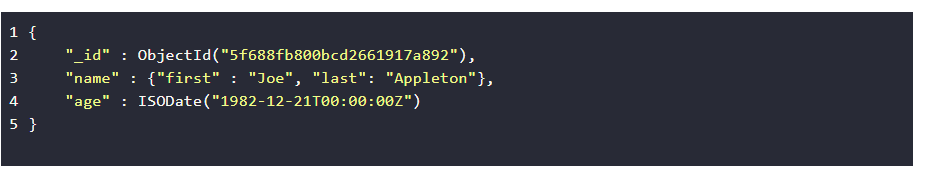 1 {
2     "_id" : ObjectId("5f688fb800bcd2661917a892"),
3     "name" : {"first" : "Joe", "last": "Appleton"},
4     "age" : ISODate("1982-12-21T00:00:00Z")
5 }